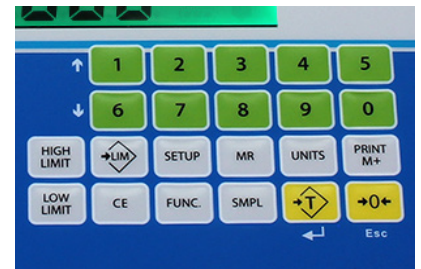 1 2 3 4 5
6 7 8 9 0
HIGH LIMIT →LIM SETUP MR UNITS PRINT M+
LOW LIMIT CE FUNC. SMPL →T →0←
Esc